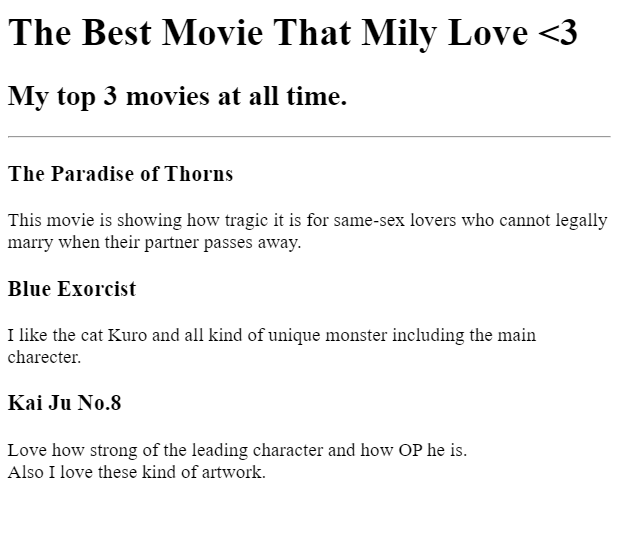 The Best Movie That Mily Love <3
My top 3 movies at all time.
The Paradise of Thorns
This movie is showing how tragic it is for same-sex lovers who cannot legally
marry when their partner passes away.
Blue Exorcist
I like the cat Kuro and all kind of unique monster including the main
charecter.
Kai Ju No.8
Love how strong of the leading character and how OP he is.
Also I love these kind of artwork.